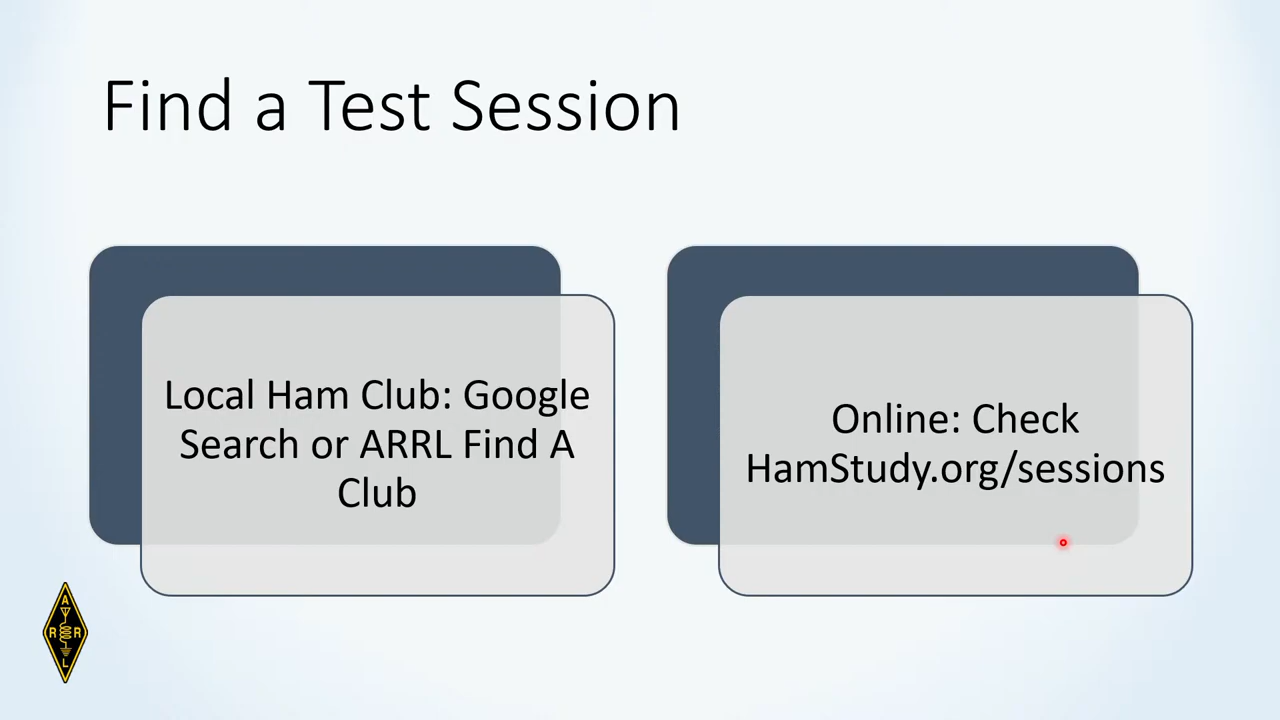 Find a Test Session
Local Ham Club: Google
Search or ARRL Find A
Club
Online: Check
HamStudy.org/sessions
A
R R
L